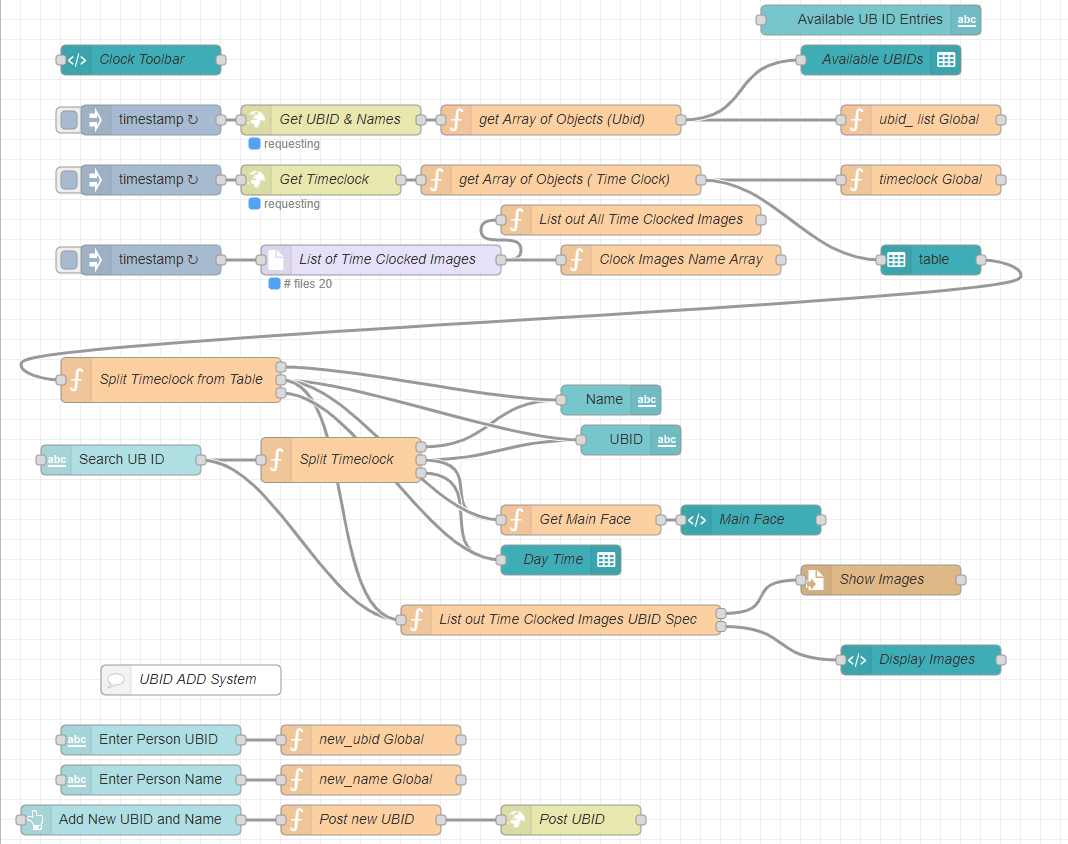 Available UB ID Entries abc
</> Clock Toolbar
Available UBIDs
timestamp ↻
Get UBID & Names
get Array of Objects (Ubid)
ubid_ list Global
requesting
timestamp ↻
Get Timeclock
get Array of Objects ( Time Clock)
timeclock Global
requesting
List out All Time Clocked Images
timestamp ↻
List of Time Clocked Images
Clock Images Name Array
table
# files 20
Split Timeclock from Table
Name abc
UBID abc
abc Search UB ID
Split Timeclock
Get Main Face
</> Main Face
Day Time
Show Images
List out Time Clocked Images UBID Spec
</> Display Images
UBID ADD System
abc Enter Person UBID
new_ubid Global
abc Enter Person Name
new_name Global
Add New UBID and Name
Post new UBID
Post UBID